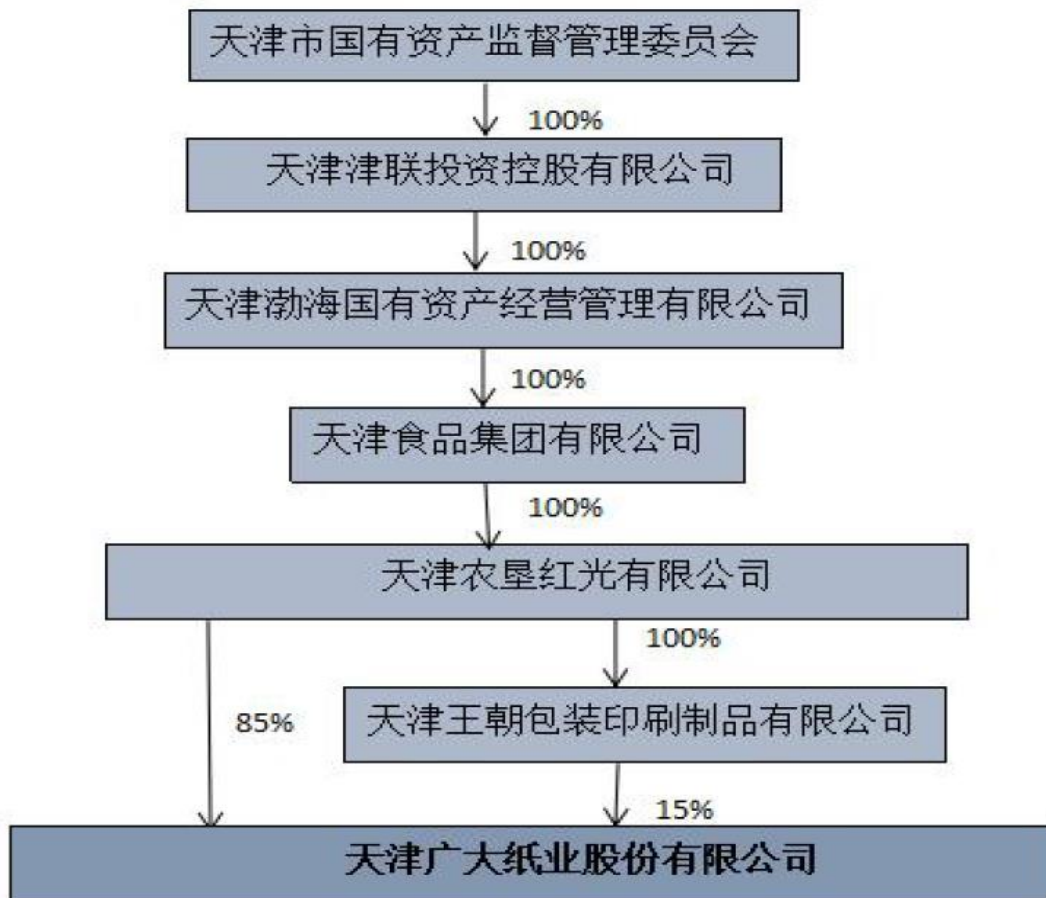 天津市国有资产监督管理委员会
100%
天津津联投资控股有限公司
100%
天津渤海国有资产经营管理有限公司
100%
天津食品集团有限公司
100%
天津农垦红光有限公司
100%
85%
天津王朝包装印刷制品有限公司
15%
天津广大纸业股份有限公司